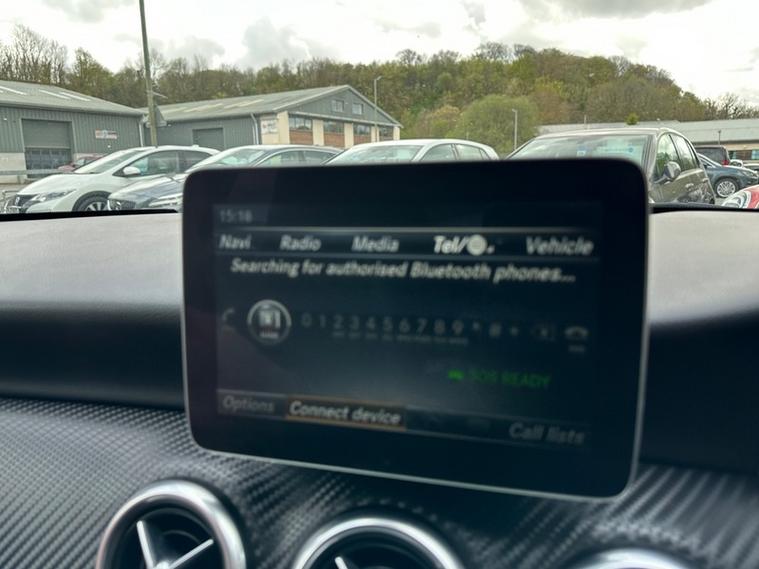 15:18
Navi Radio Media Tel/ Vehicle
Searching for authorised Bluetooth phones...
0 1 2 3 4 5 6 7 8 9 * # +
SOS READY
Options Connect device Call lists